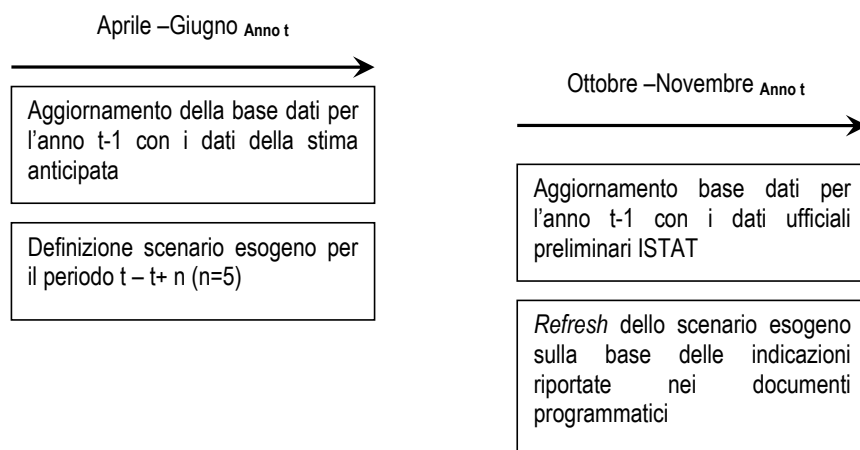 Aprile –Giugno Anno t
Aggiornamento della base dati per
l'anno t-1 con i dati della stima
anticipata
Definizione scenario esogeno per
il periodo t – t+ n (n=5)
Ottobre –Novembre Anno t
Aggiornamento base dati per
l'anno t-1 con i dati ufficiali
preliminari ISTAT
Refresh dello scenario esogeno
sulla base delle indicazioni
riportate nei documenti
programmatici